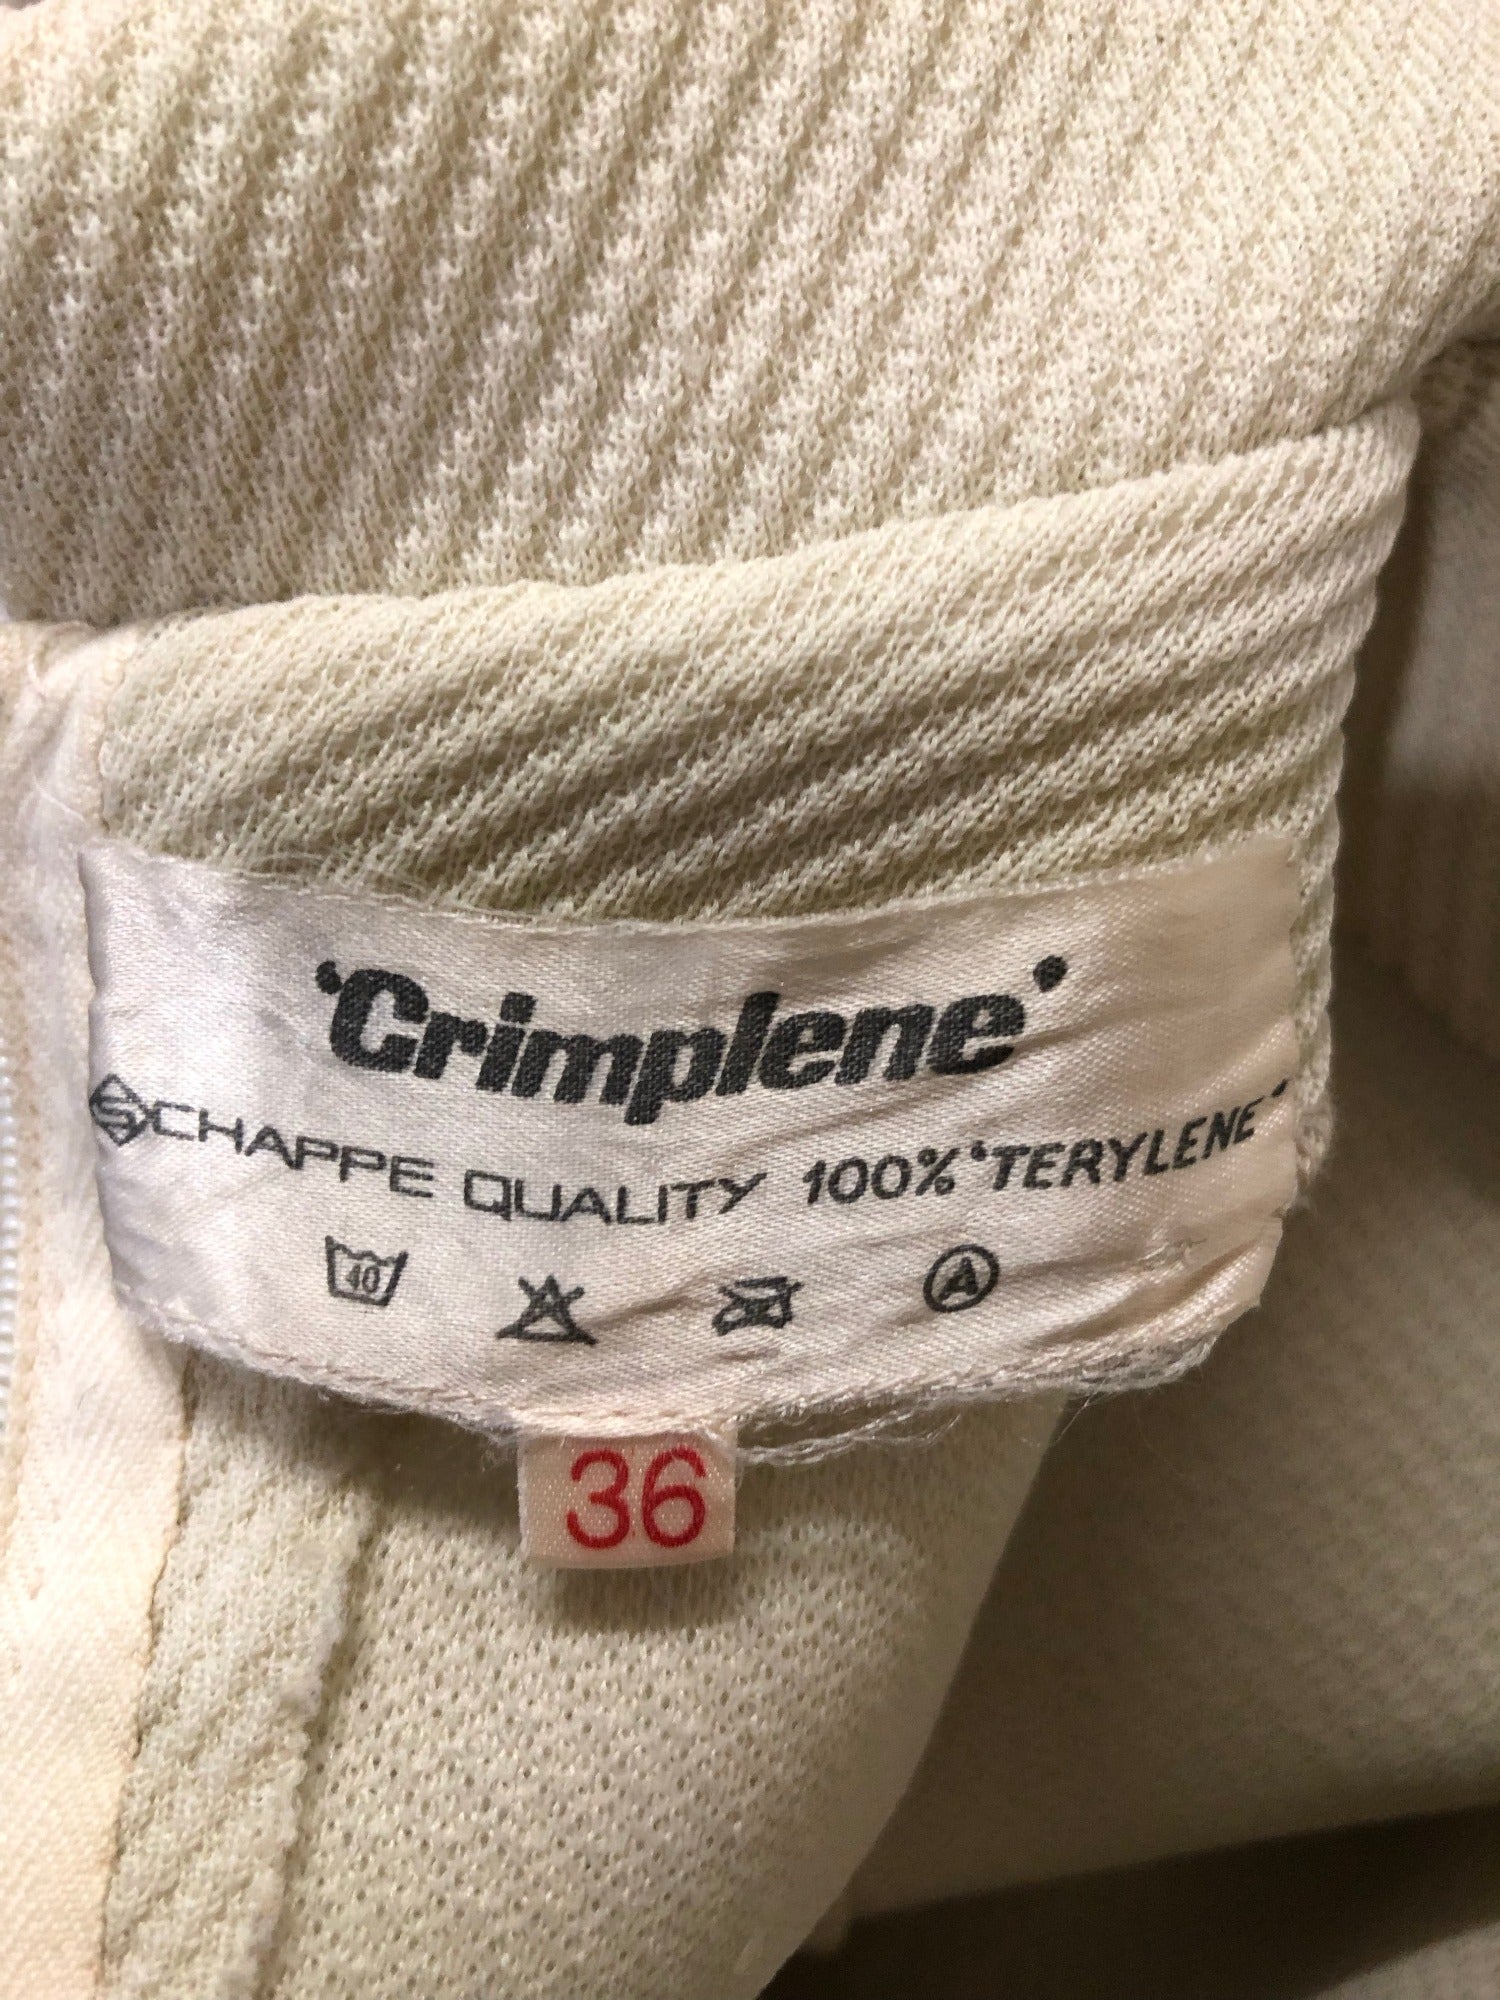 ‘Crimplene’
SCHAPPE QUALITY 100% ‘TERYLENE’
40 A
36